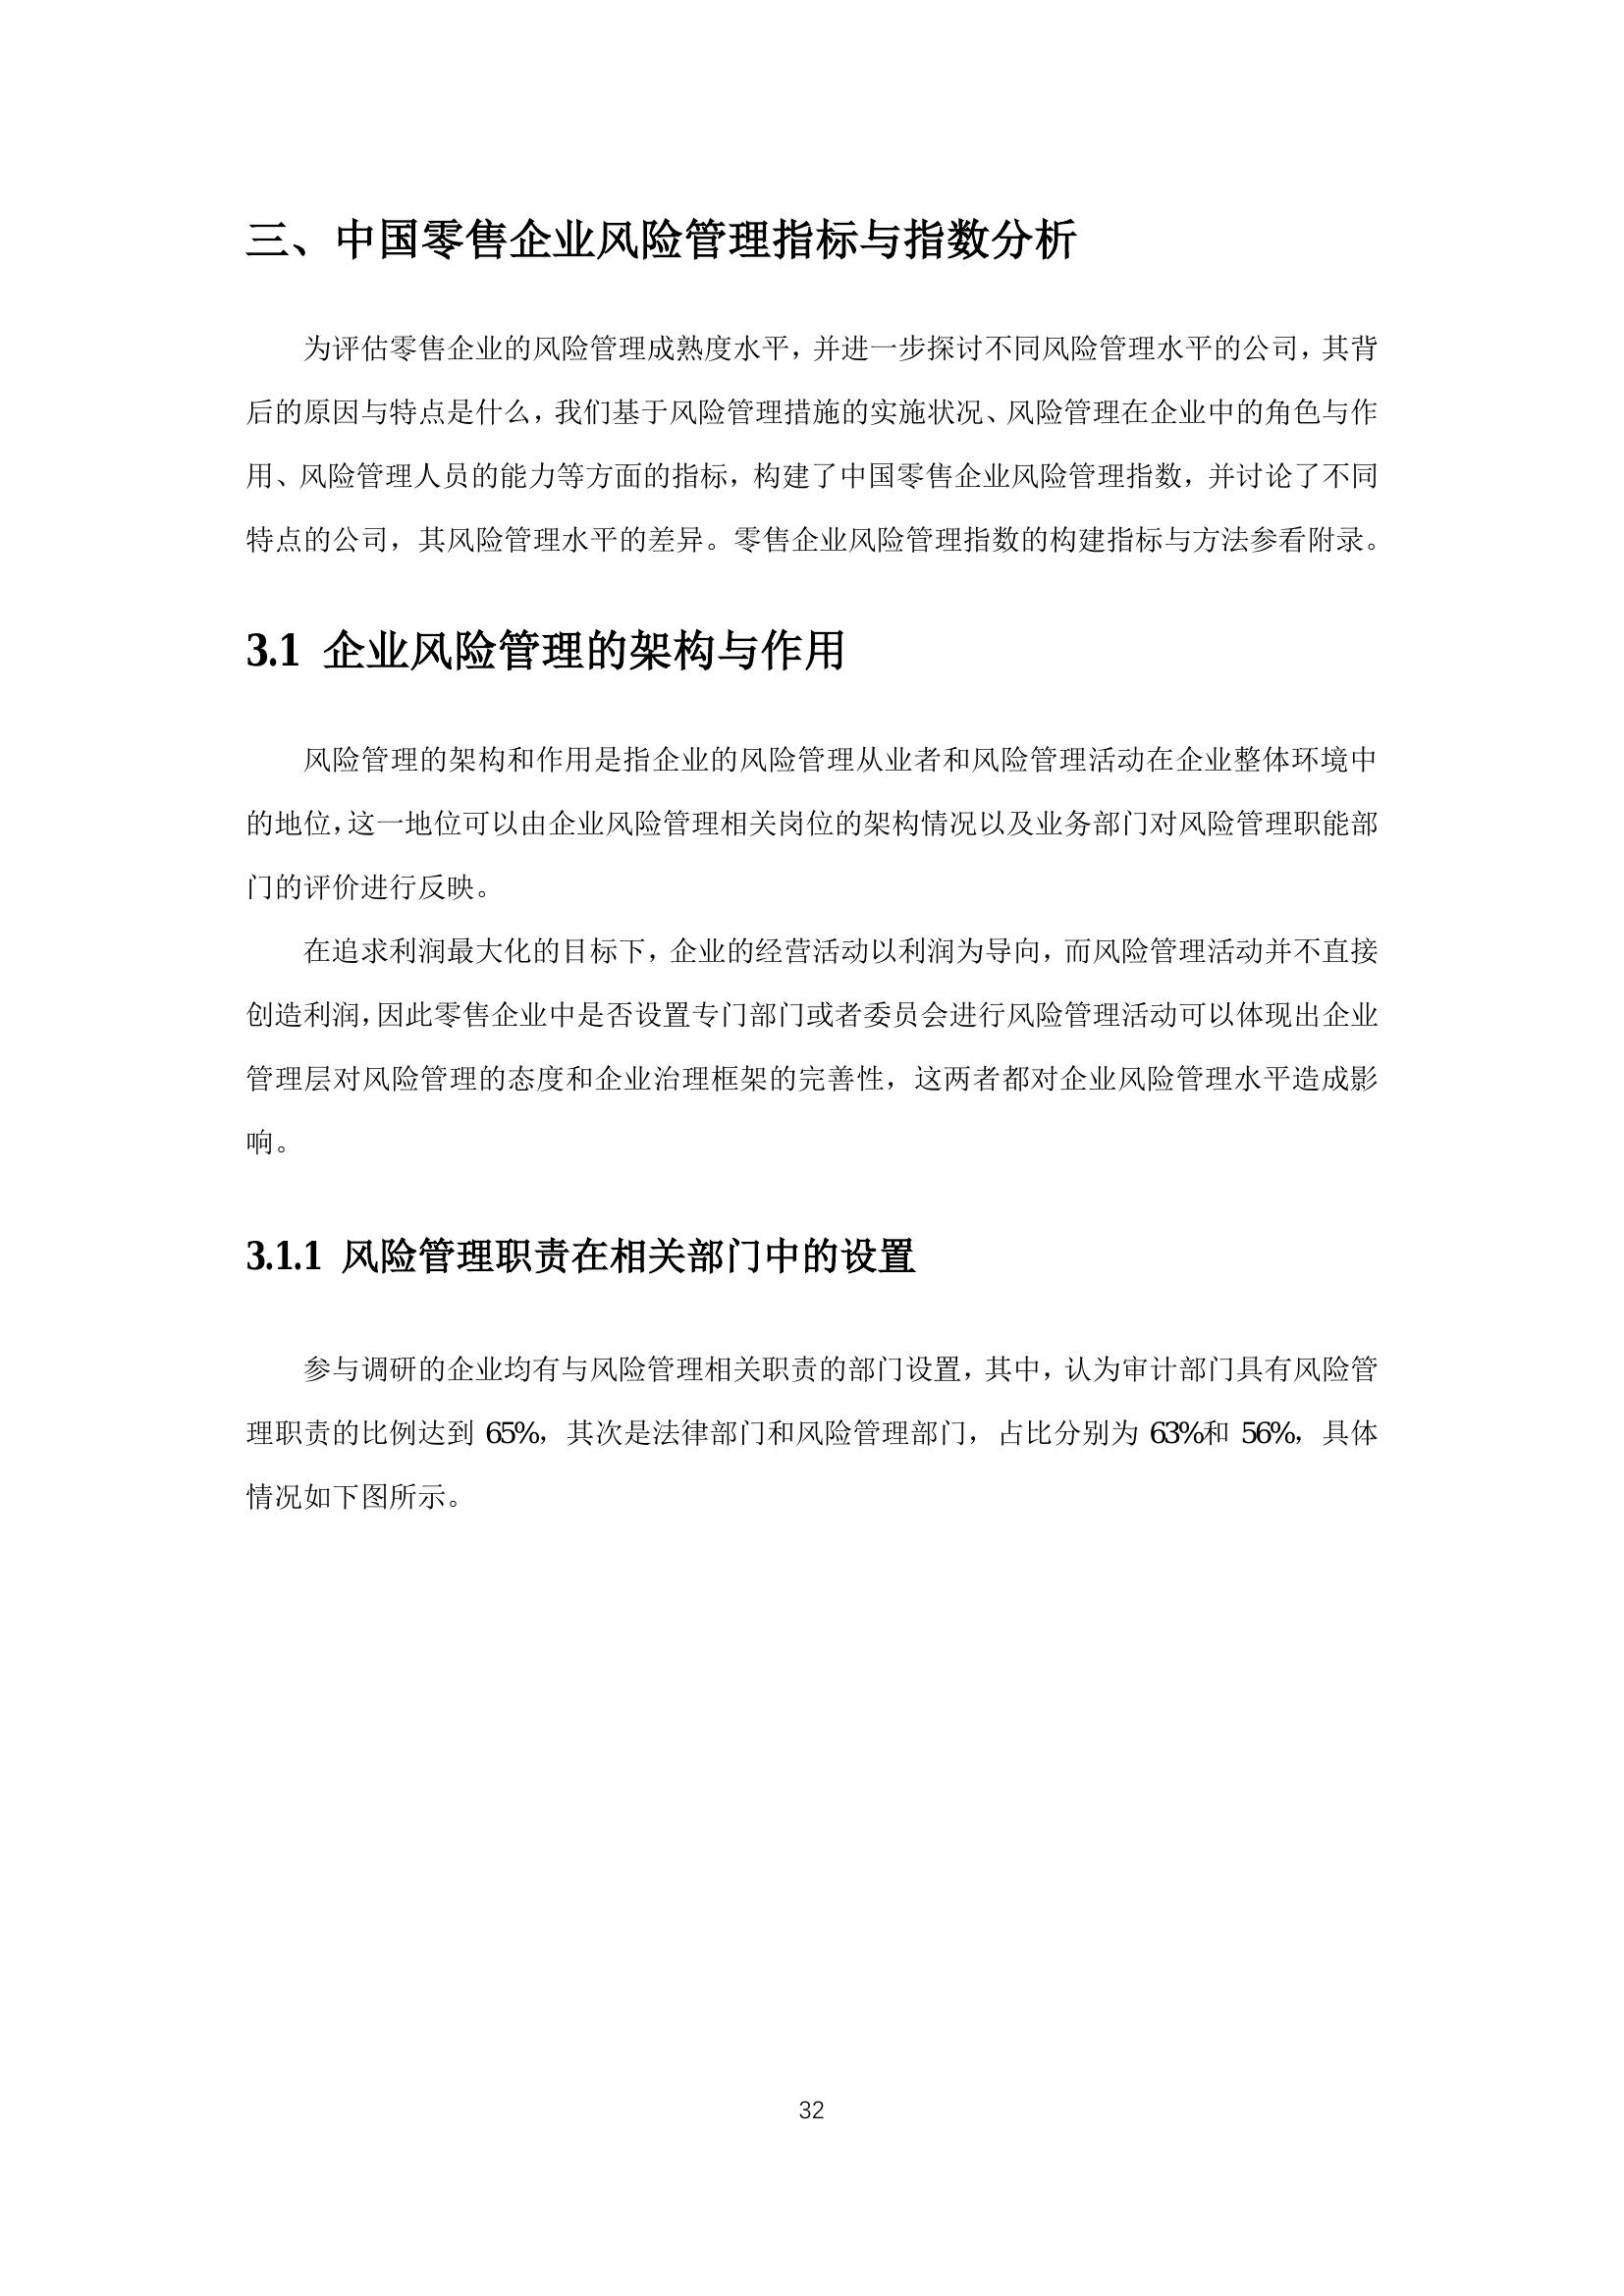 三、中国零售企业风险管理指标与指数分析
为评估零售企业的风险管理成熟度水平，并进一步探讨不同风险管理水平的公司，其背
后的原因与特点是什么，我们基于风险管理措施的实施状况、风险管理在企业中的角色与作
用、风险管理人员的能力等方面的指标，构建了中国零售企业风险管理指数，并讨论了不同
特点的公司，其风险管理水平的差异。零售企业风险管理指数的构建指标与方法参看附录。
3.1 企业风险管理的架构与作用
风险管理的架构和作用是指企业的风险管理从业者和风险管理活动在企业整体环境中
的地位，这一地位可以由企业风险管理相关岗位的架构情况以及业务部门对风险管理职能部
门的评价进行反映。
在追求利润最大化的目标下，企业的经营活动以利润为导向，而风险管理活动并不直接
创造利润，因此零售企业中是否设置专门部门或者委员会进行风险管理活动可以体现出企业
管理层对风险管理的态度和企业治理框架的完善性，这两者都对企业风险管理水平造成影
响。
3.1.1 风险管理职责在相关部门中的设置
参与调研的企业均有与风险管理相关职责的部门设置，其中，认为审计部门具有风险管
理职责的比例达到 65%，其次是法律部门和风险管理部门，占比分别为 63%和 56%，具体
情况如下图所示。
32